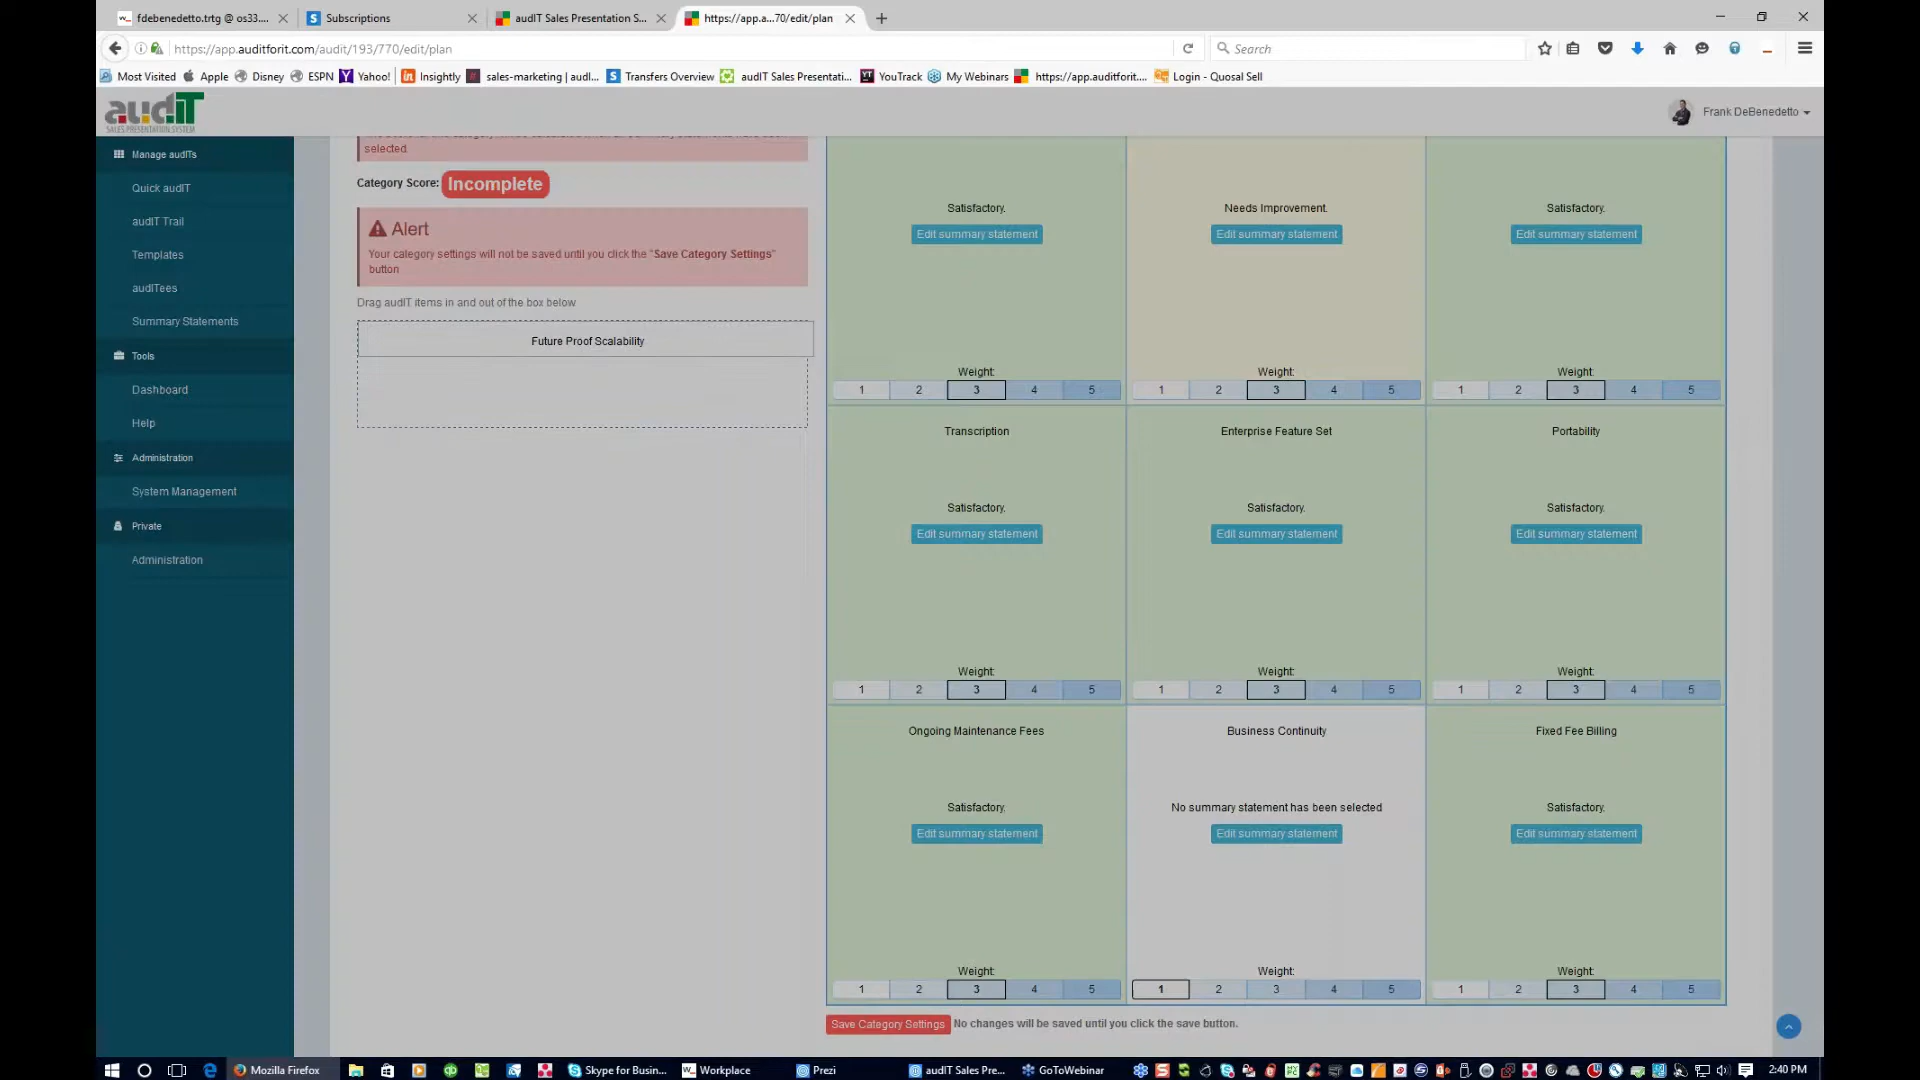 fdebenedetto.trtg @ os33....
Subscriptions
audIT Sales Presentation S...
https://app.a...70/edit/plan
https://app.auditforit.com/audit/193/770/edit/plan
Search
Most Visited
Apple
Disney
ESPN
Yahoo!
Insightly
sales-marketing | audI...
Transfers Overview
audIT Sales Presentati...
YouTrack
My Webinars
https://app.auditforit....
Login - Quosal Sell
audIT
SALES PRESENTATION SYSTEM
Frank DeBenedetto
Manage audITs
Quick audIT
audIT Trail
Templates
audITees
Summary Statements
Tools
Dashboard
Help
Administration
System Management
Private
Administration
selected.
Category Score: Incomplete
Alert
Your category settings will not be saved until you click the "Save Category Settings"
button
Drag audIT items in and out of the box below
Future Proof Scalability
Satisfactory.
Edit summary statement
Weight:
1 2 3 4 5
Needs Improvement.
Edit summary statement
Weight:
1 2 3 4 5
Satisfactory.
Edit summary statement
Weight:
1 2 3 4 5
Transcription
Satisfactory.
Edit summary statement
Weight:
1 2 3 4 5
Enterprise Feature Set
Satisfactory.
Edit summary statement
Weight:
1 2 3 4 5
Portability
Satisfactory.
Edit summary statement
Weight:
1 2 3 4 5
Ongoing Maintenance Fees
Satisfactory.
Edit summary statement
Weight:
1 2 3 4 5
Business Continuity
No summary statement has been selected
Edit summary statement
Weight:
1 2 3 4 5
Fixed Fee Billing
Satisfactory.
Edit summary statement
Weight:
1 2 3 4 5
Save Category Settings No changes will be saved until you click the save button.
Mozilla Firefox
Skype for Busin...
Workplace
Prezi
audIT Sales Pre...
GoToWebinar
2:40 PM